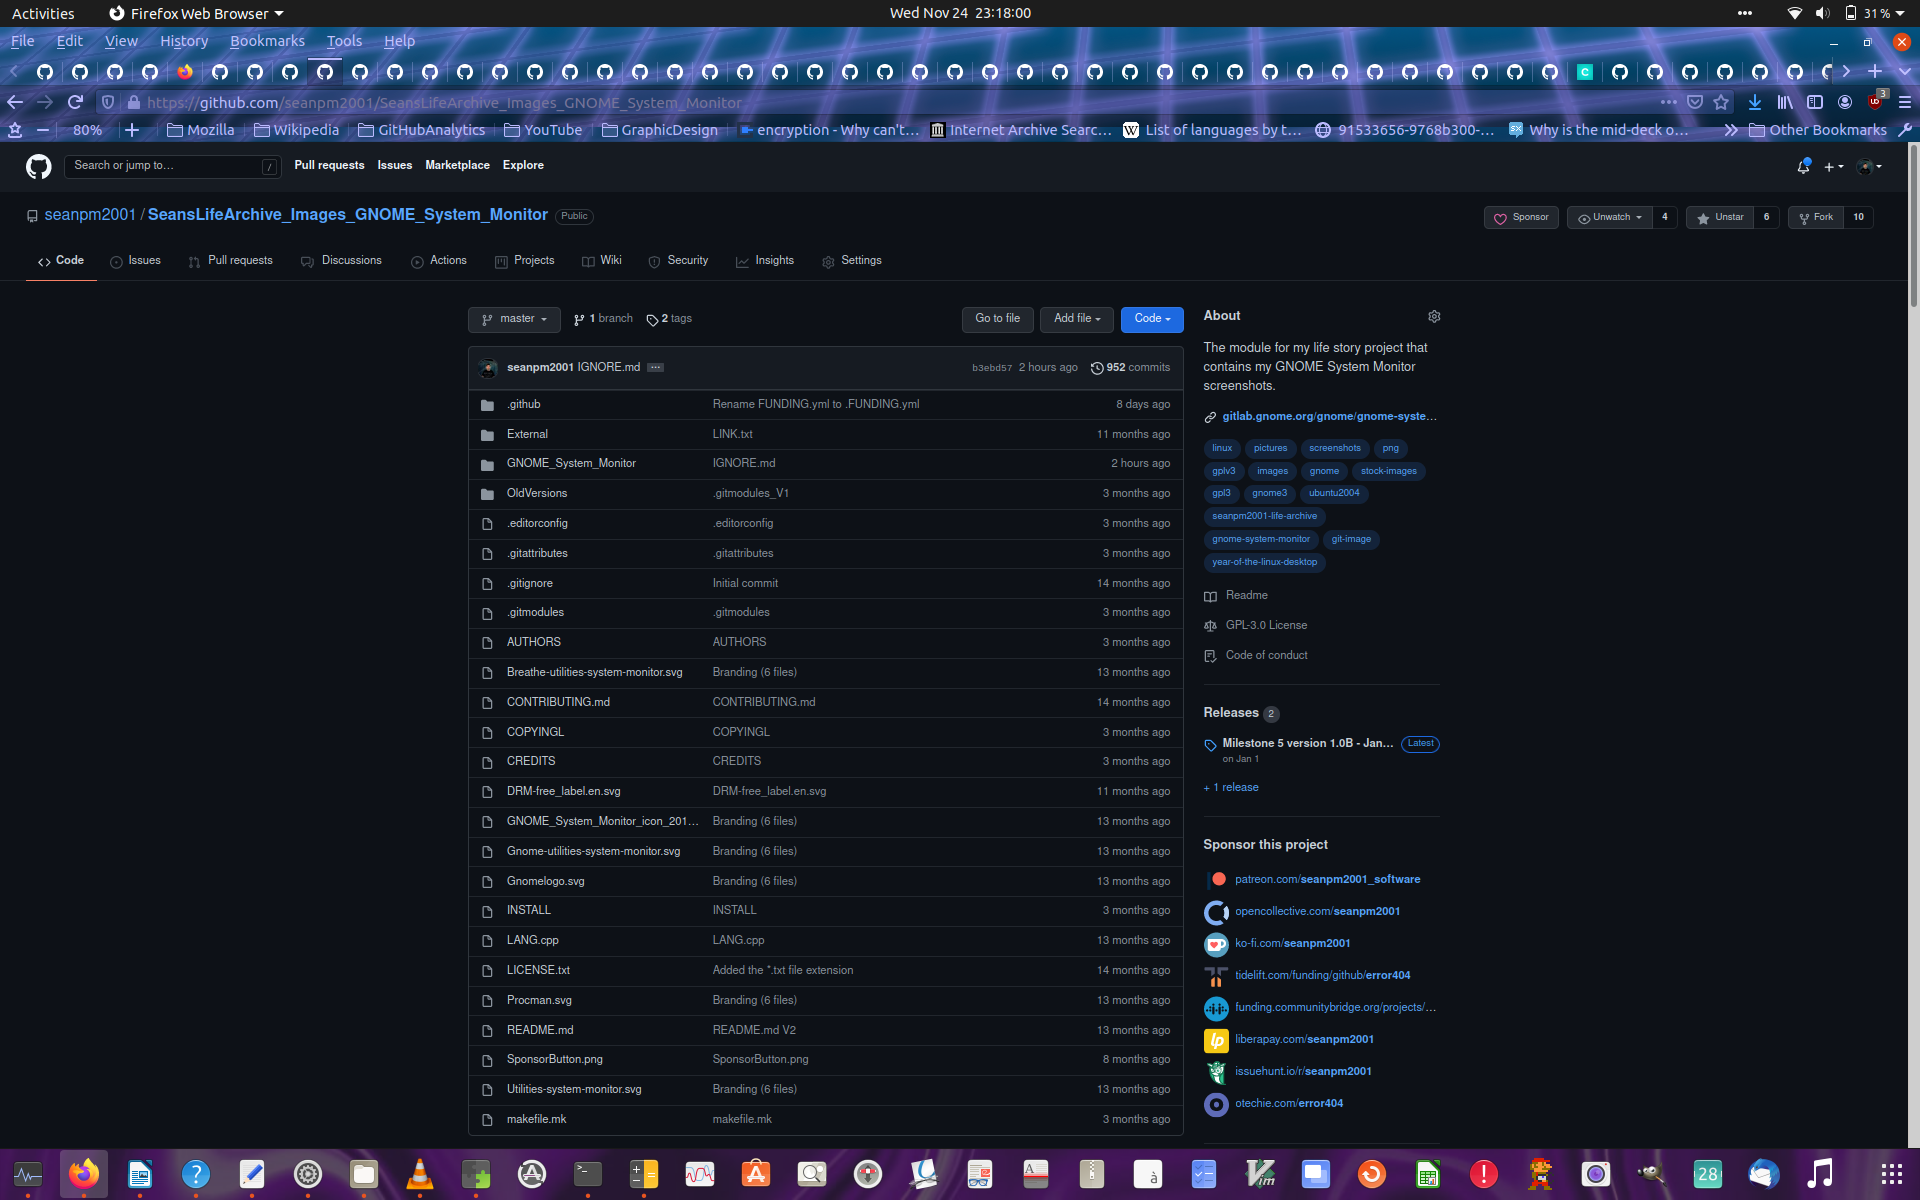 Activities Firefox Web Browser Wed Nov 24 23:18:00 31 %
File Edit View History Bookmarks Tools Help
https://github.com/seanpm2001/SeansLifeArchive_Images_GNOME_System_Monitor 3
80% Mozilla Wikipedia GitHubAnalytics YouTube GraphicDesign encryption - Why can't… Internet Archive Searc… List of languages by t… 91533656-9768b300-… Why is the mid-deck o… Other Bookmarks
Search or jump to… / Pull requests Issues Marketplace Explore
seanpm2001 / SeansLifeArchive_Images_GNOME_System_Monitor Public Sponsor Unwatch 4 Unstar 6 Fork 10
Code Issues Pull requests Discussions Actions Projects Wiki Security Insights Settings
master 1 branch 2 tags Go to file Add file Code
seanpm2001 IGNORE.md … b3ebd57 2 hours ago 952 commits
.github Rename FUNDING.yml to .FUNDING.yml 8 days ago
External LINK.txt 11 months ago
GNOME_System_Monitor IGNORE.md 2 hours ago
OldVersions .gitmodules_V1 3 months ago
.editorconfig .editorconfig 3 months ago
.gitattributes .gitattributes 3 months ago
.gitignore Initial commit 14 months ago
.gitmodules .gitmodules 3 months ago
AUTHORS AUTHORS 3 months ago
Breathe-utilities-system-monitor.svg Branding (6 files) 13 months ago
CONTRIBUTING.md CONTRIBUTING.md 14 months ago
COPYINGL COPYINGL 3 months ago
CREDITS CREDITS 3 months ago
DRM-free_label.en.svg DRM-free_label.en.svg 11 months ago
GNOME_System_Monitor_icon_201… Branding (6 files) 13 months ago
Gnome-utilities-system-monitor.svg Branding (6 files) 13 months ago
Gnomelogo.svg Branding (6 files) 13 months ago
INSTALL INSTALL 3 months ago
LANG.cpp LANG.cpp 13 months ago
LICENSE.txt Added the *.txt file extension 14 months ago
Procman.svg Branding (6 files) 13 months ago
README.md README.md V2 13 months ago
SponsorButton.png SponsorButton.png 8 months ago
Utilities-system-monitor.svg Branding (6 files) 13 months ago
makefile.mk makefile.mk 3 months ago
About
The module for my life story project that
contains my GNOME System Monitor
screenshots.
gitlab.gnome.org/gnome/gnome-syste…
linux pictures screenshots png
gplv3 images gnome stock-images
gpl3 gnome3 ubuntu2004
seanpm2001-life-archive
gnome-system-monitor git-image
year-of-the-linux-desktop
Readme
GPL-3.0 License
Code of conduct
Releases 2
Milestone 5 version 1.0B - Jan… Latest
on Jan 1
+ 1 release
Sponsor this project
patreon.com/seanpm2001_software
opencollective.com/seanpm2001
ko-fi.com/seanpm2001
tidelift.com/funding/github/error404
funding.communitybridge.org/projects/…
liberapay.com/seanpm2001
issuehunt.io/r/seanpm2001
otechie.com/error404
28